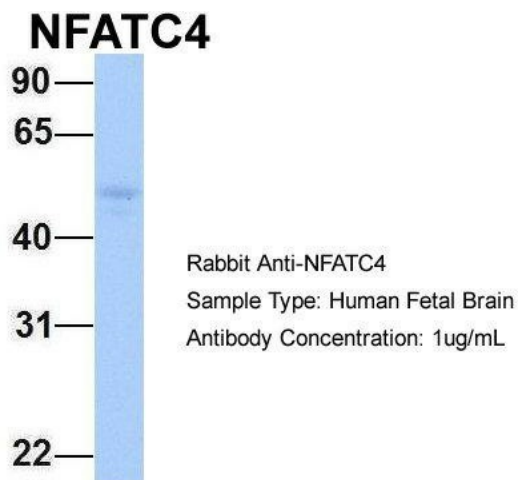 NFATC4
90
65
40
31
22
Rabbit Anti-NFATC4
Sample Type: Human Fetal Brain
Antibody Concentration: 1ug/mL